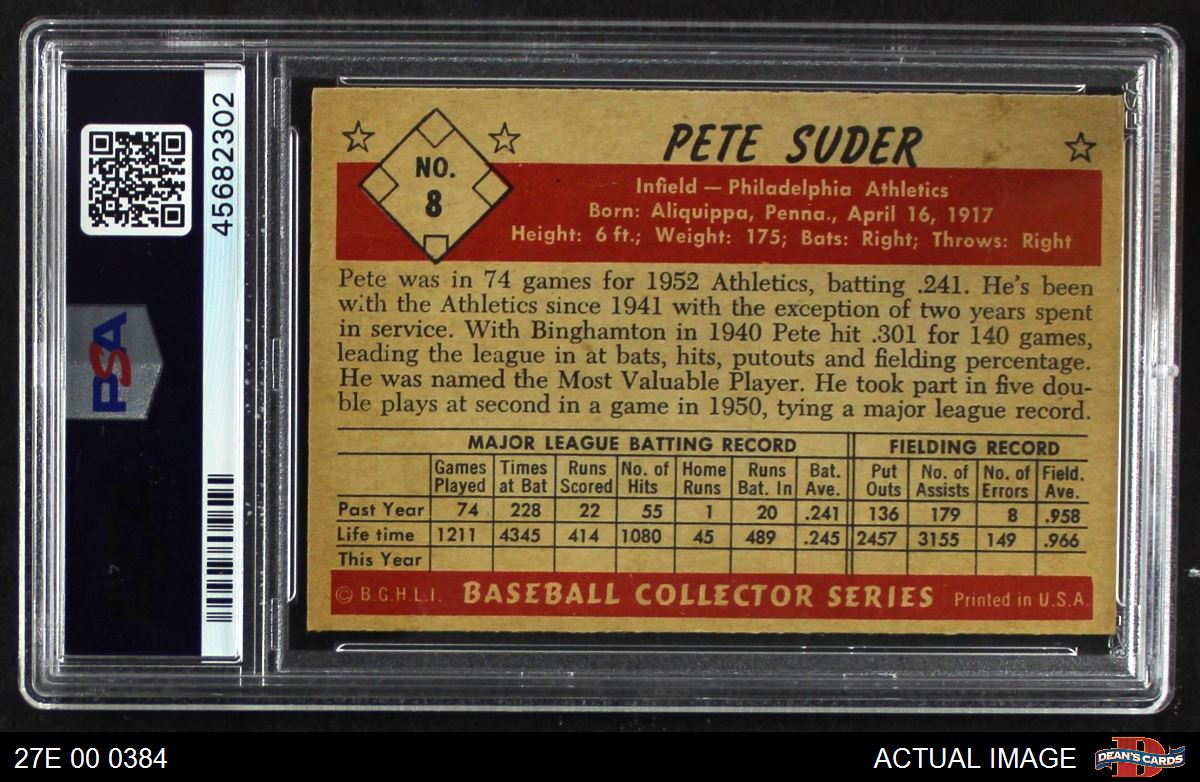 45682302
PSA
NO.
8
PETE SUDER
Infield — Philadelphia Athletics
Born: Aliquippa, Penna., April 16, 1917
Height: 6 ft.; Weight: 175; Bats: Right; Throws: Right
Pete was in 74 games for 1952 Athletics, batting .241. He's been
with the Athletics since 1941 with the exception of two years spent
in service. With Binghamton in 1940 Pete hit .301 for 140 games,
leading the league in at bats, hits, putouts and fielding percentage.
He was named the Most Valuable Player. He took part in five dou-
ble plays at second in a game in 1950, tying a major league record.
MAJOR LEAGUE BATTING RECORD FIELDING RECORD
Games Times Runs No. of Home Runs Bat. Put No. of No. of Field.
Played at Bat Scored Hits Runs Bat. In Ave. Outs Assists Errors Ave.
Past Year 74 228 22 55 1 20 .241 136 179 8 .958
Life time 1211 4345 414 1080 45 489 .245 2457 3155 149 .966
This Year
© B.G.H.L.I. BASEBALL COLLECTOR SERIES Printed in U.S.A.
27E 00 0384 ACTUAL IMAGE D DEAN'S CARDS